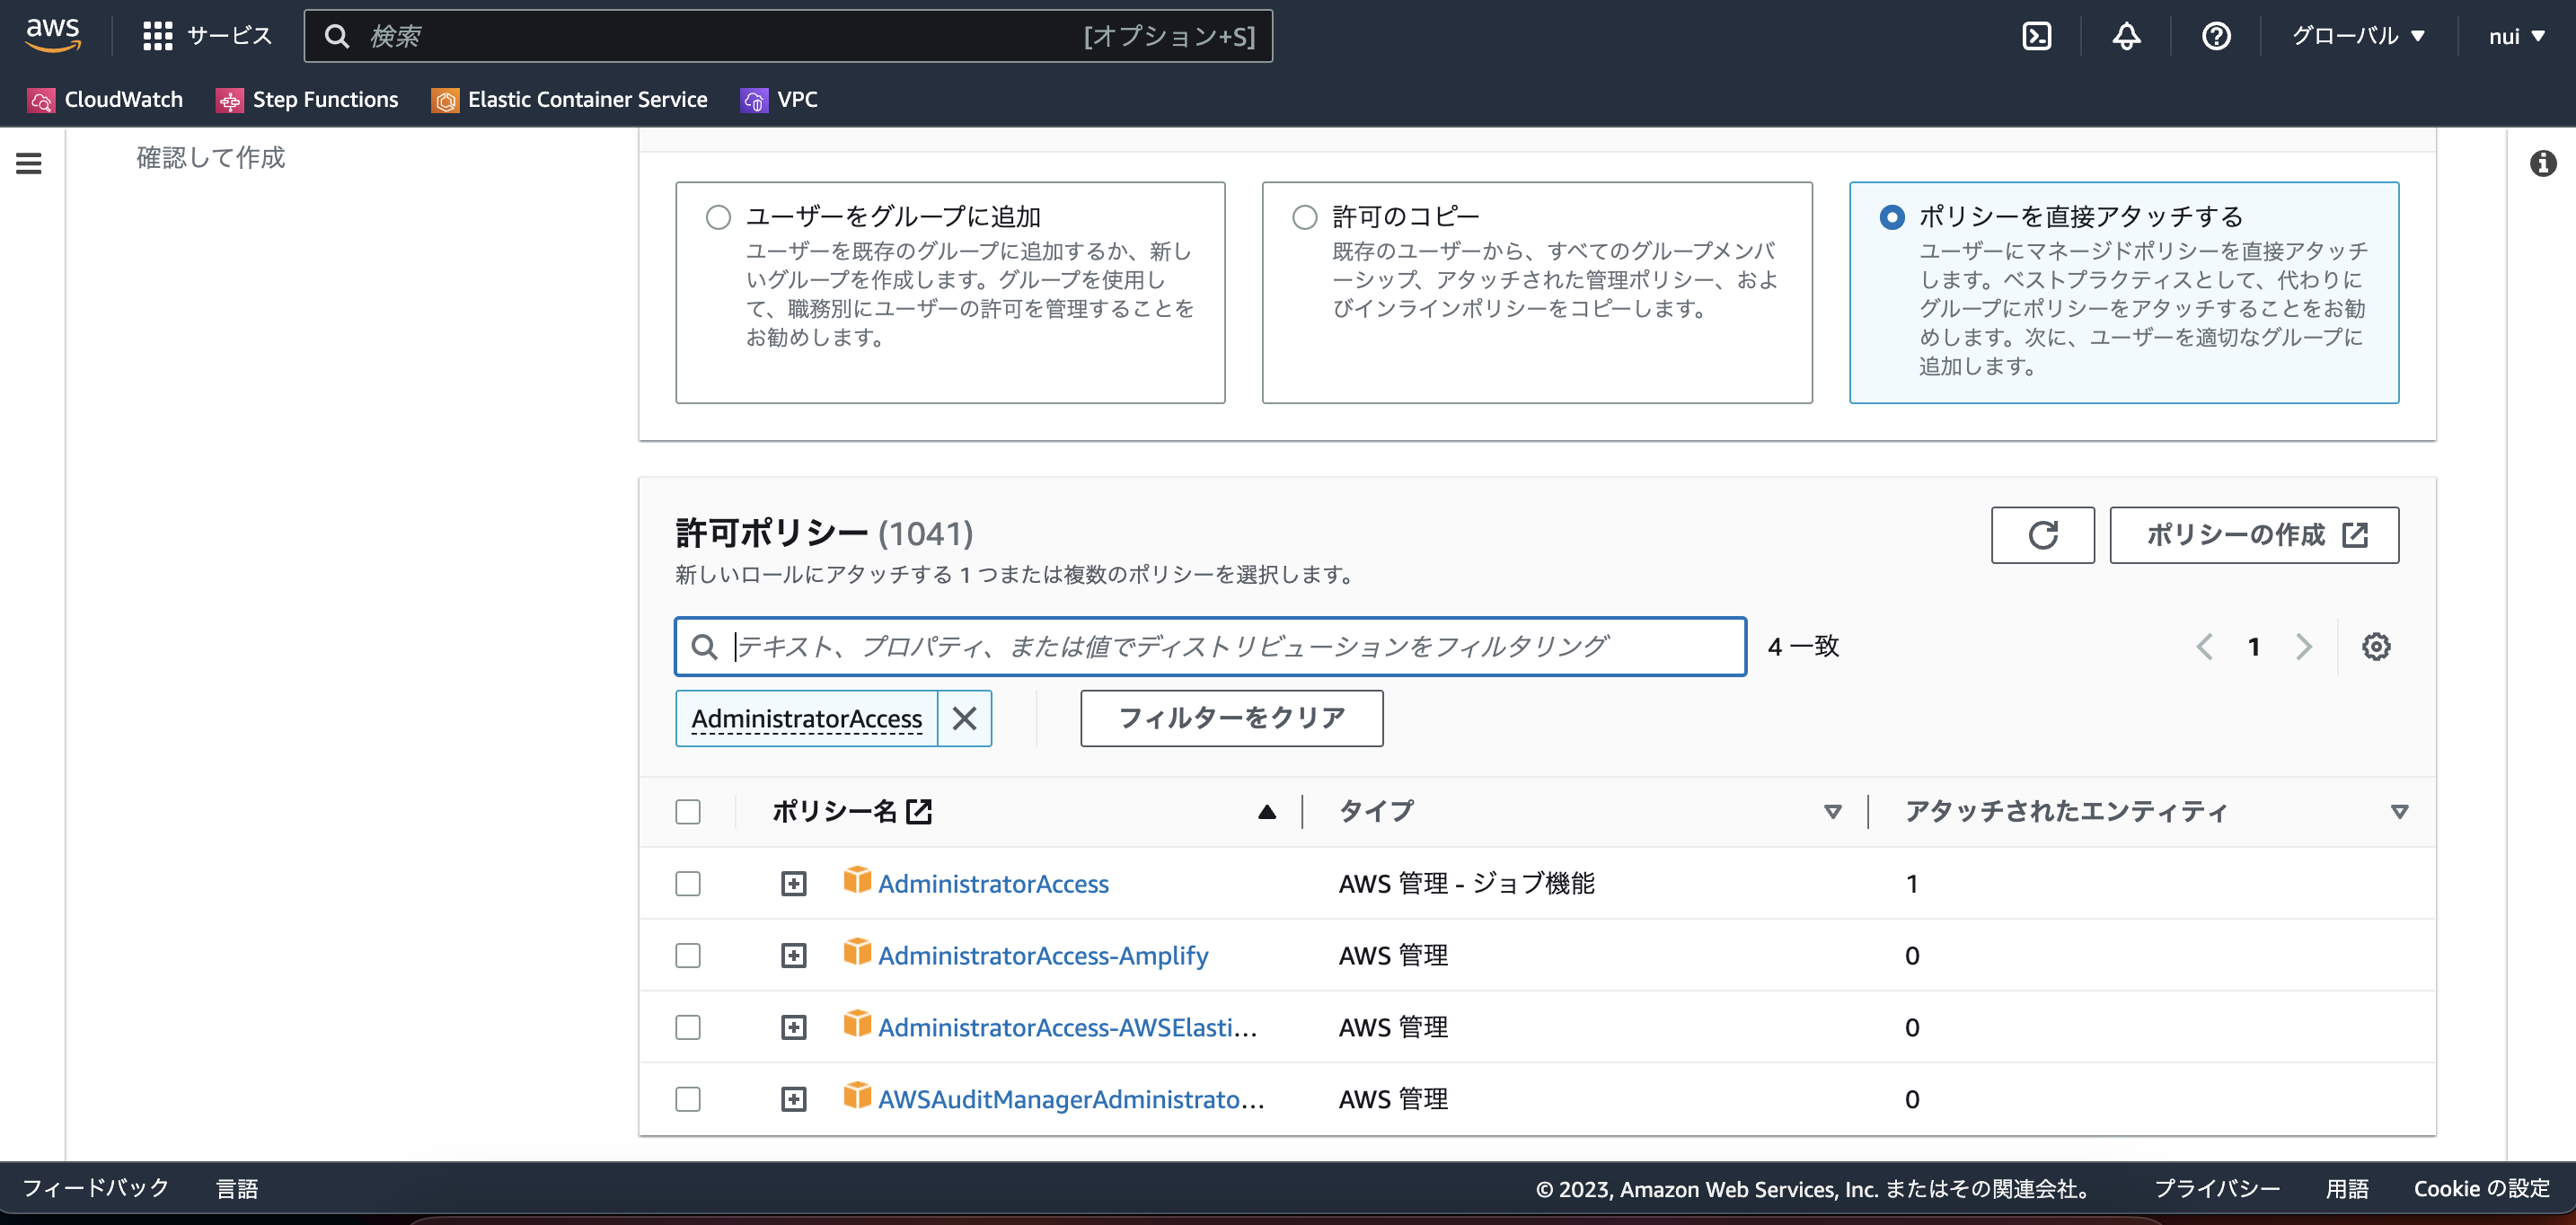 aws
サービス
検索
[オプション+S]
グローバル
nui
CloudWatch
Step Functions
Elastic Container Service
VPC
確認して作成
ユーザーをグループに追加
ユーザーを既存のグループに追加するか、新し
いグループを作成します。グループを使用し
て、職務別にユーザーの許可を管理することを
お勧めします。
許可のコピー
既存のユーザーから、すべてのグループメンバ
ーシップ、アタッチされた管理ポリシー、およ
びインラインポリシーをコピーします。
ポリシーを直接アタッチする
ユーザーにマネージドポリシーを直接アタッチ
します。ベストプラクティスとして、代わりに
グループにポリシーをアタッチすることをお勧
めします。次に、ユーザーを適切なグループに
追加します。
許可ポリシー (1041)
新しいロールにアタッチする 1 つまたは複数のポリシーを選択します。
ポリシーの作成
テキスト、プロパティ、または値でディストリビューションをフィルタリング
4 一致
1
AdministratorAccess
フィルターをクリア
ポリシー名
タイプ
アタッチされたエンティティ
AdministratorAccess
AWS 管理 - ジョブ機能
1
AdministratorAccess-Amplify
AWS 管理
0
AdministratorAccess-AWSElasti...
AWS 管理
0
AWSAuditManagerAdministrato...
AWS 管理
0
フィードバック
言語
© 2023, Amazon Web Services, Inc. またはその関連会社。
プライバシー
用語
Cookie の設定